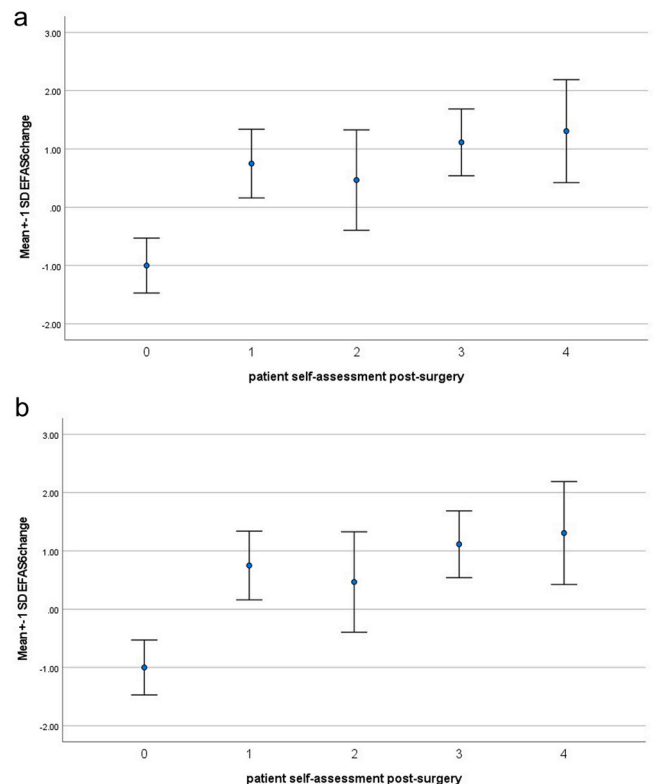 a
3.00
2.00
1.00
.00
-1.00
-2.00
Mean +-1 SD EFAS6change
0 1 2 3 4
patient self-assessment post-surgery
b
3.00
2.00
1.00
.00
-1.00
-2.00
Mean +-1 SD EFAS6change
0 1 2 3 4
patient self-assessment post-surgery